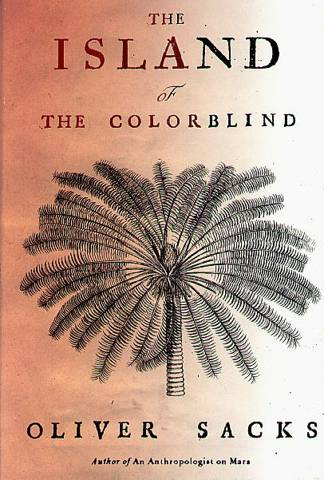 THE
ISLAND
OF
THE COLORBLIND
OLIVER SACKS
Author of An Anthropologist on Mars